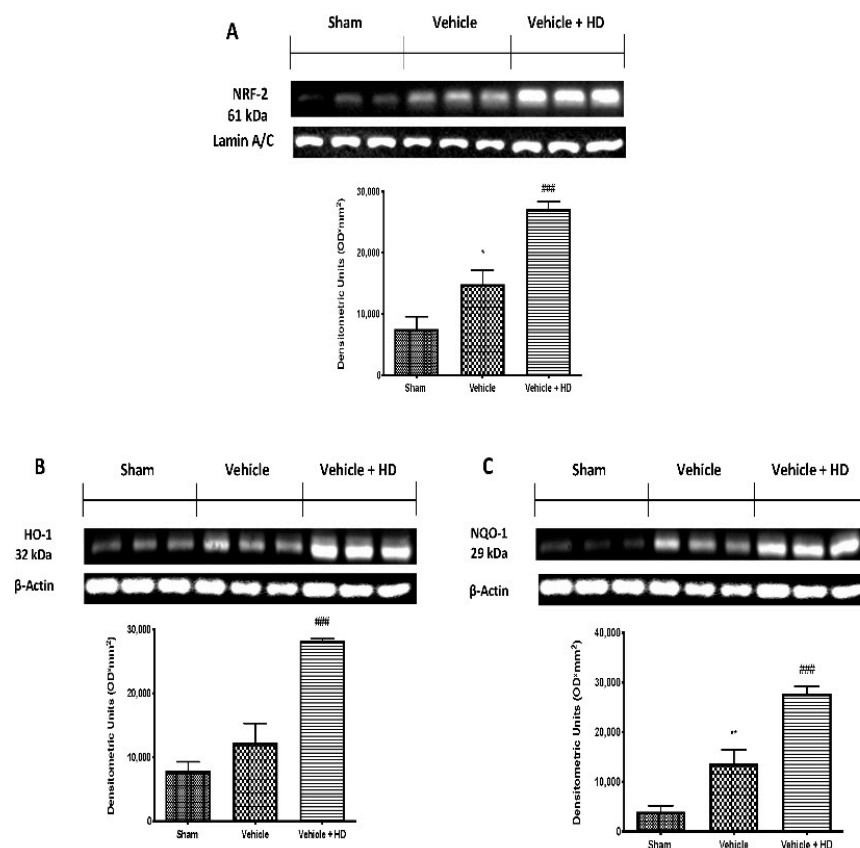 A
Sham Vehicle Vehicle + HD
NRF-2
61 kDa
Lamin A/C
Densitometric Units (OD*mm²)
30,000
20,000
10,000
0
*
###
Sham Vehicle Vehicle + HD
B
Sham Vehicle Vehicle + HD
HO-1
32 kDa
β-Actin
Densitometric Units (OD*mm²)
30,000
20,000
10,000
0
###
Sham Vehicle Vehicle + HD
C
Sham Vehicle Vehicle + HD
NQO-1
29 kDa
β-Actin
Densitometric Units (OD*mm²)
40,000
30,000
20,000
10,000
0
**
###
Sham Vehicle Vehicle + HD